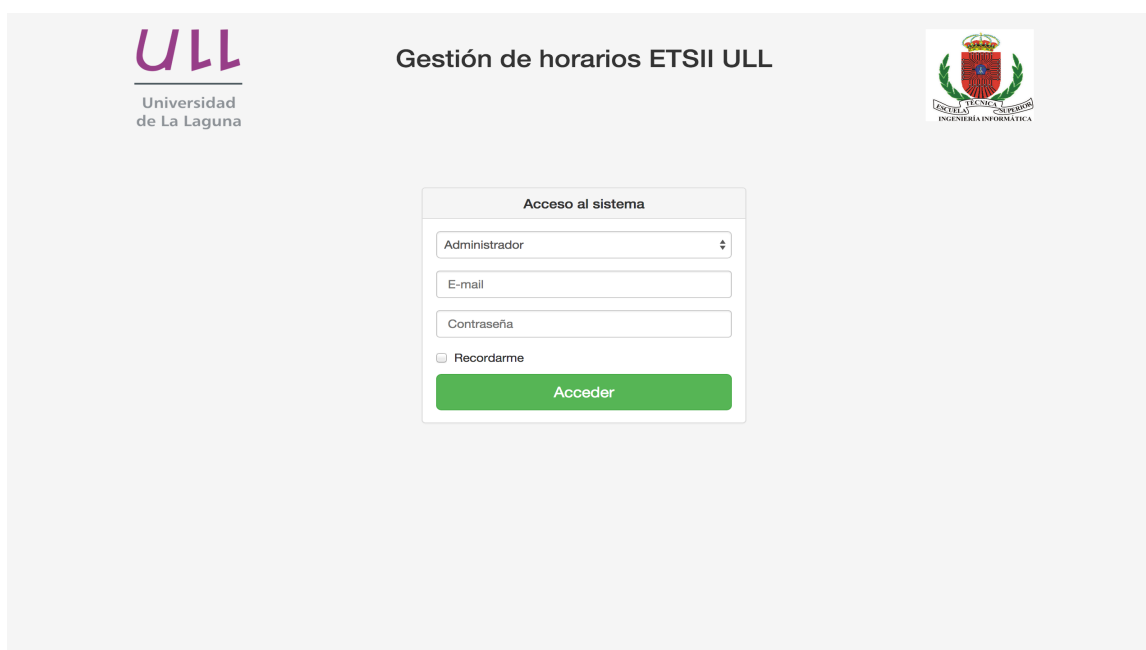 ULL
Universidad
de La Laguna
Gestión de horarios ETSII ULL
ESCUELA TÉCNICA SUPERIOR
INGENIERÍA INFORMÁTICA
Acceso al sistema
Administrador
E-mail
Contraseña
Recordarme
Acceder